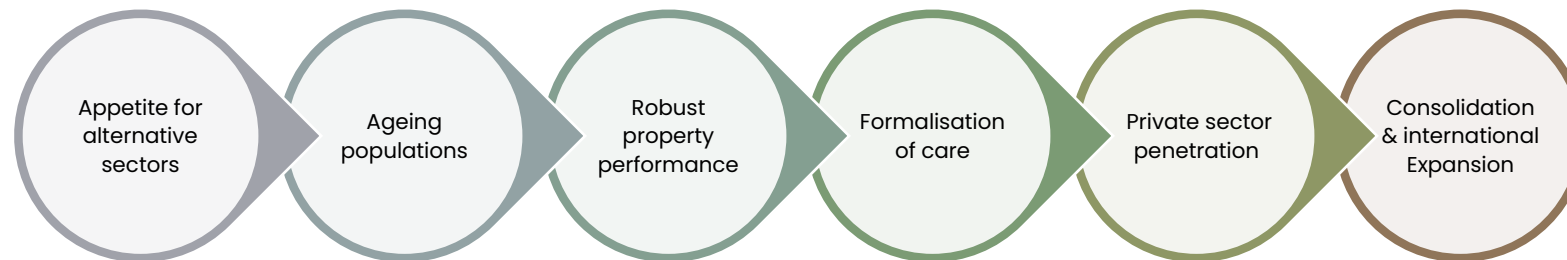 Appetite for
alternative
sectors
Ageing
populations
Robust
property
performance
Formalisation
of care
Private sector
penetration
Consolidation
& international
Expansion